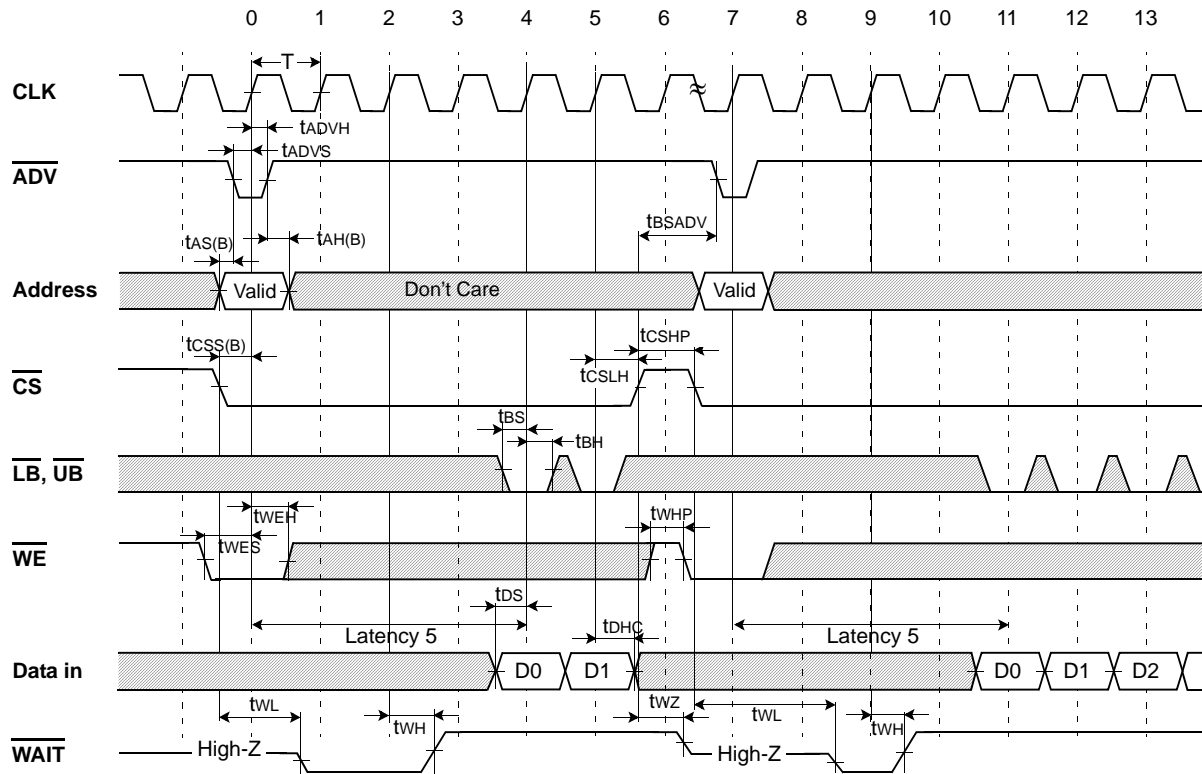 0 1 2 3 4 5 6 7 8 9 10 11 12 13
T
CLK
tADVH
tADVS
ADV
tBSADV
tAS(B) tAH(B)
Address Valid Don't Care Valid
tCSHP
tCSS(B)
tCSLH
CS
tBS
tBH
LB, UB
tWEH tWHP
tWES
WE
tDS
tDHC
Latency 5 Latency 5
Data in D0 D1 D0 D1 D2
tWL tWH tWZ tWL tWH
High-Z High-Z
WAIT